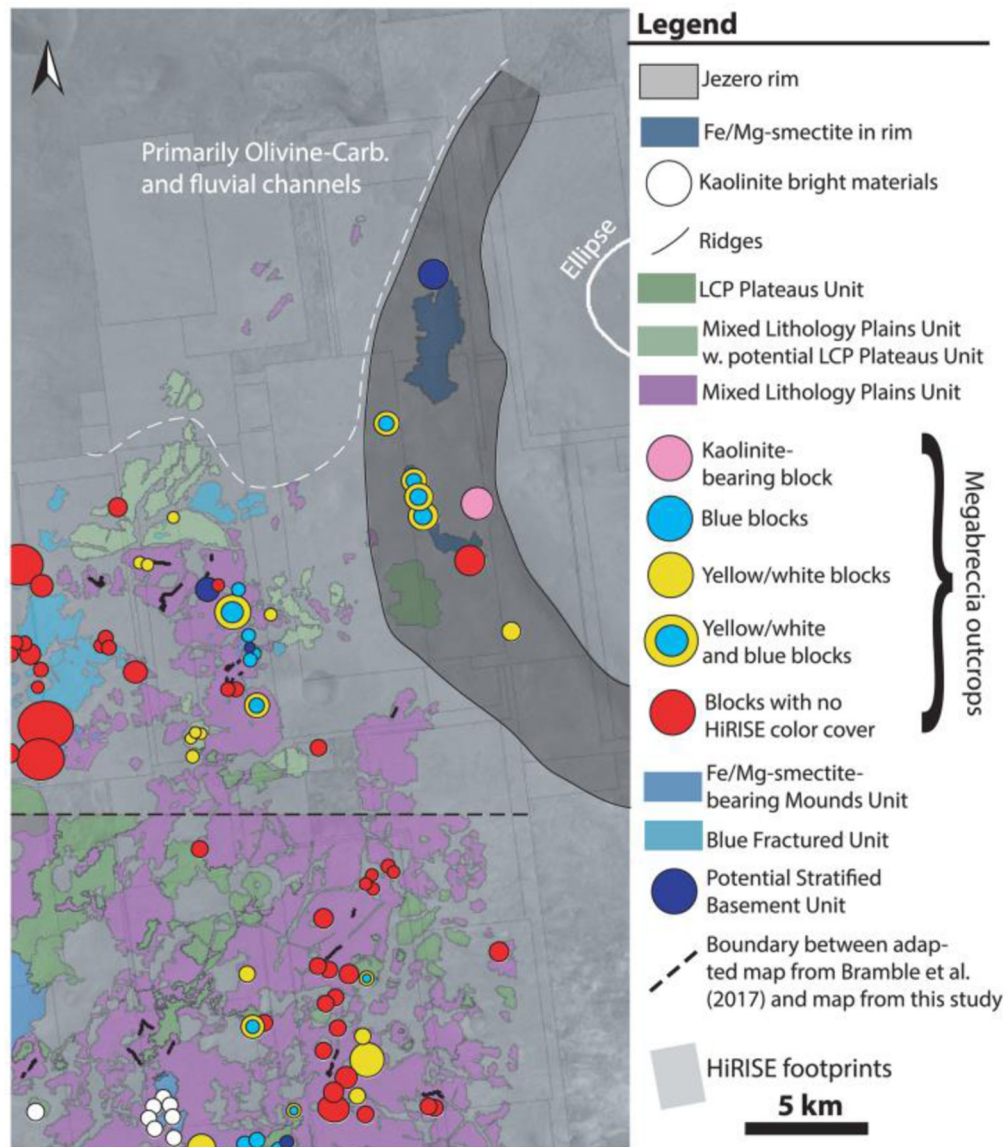 Primarily Olivine-Carb.
and fluvial channels
Ellipse
Legend
Jezero rim
Fe/Mg-smectite in rim
Kaolinite bright materials
Ridges
LCP Plateaus Unit
Mixed Lithology Plains Unit
w. potential LCP Plateaus Unit
Mixed Lithology Plains Unit
Kaolinite-
bearing block
Blue blocks
Yellow/white blocks
Yellow/white
and blue blocks
Blocks with no
HiRISE color cover
Megabreccia outcrops
Fe/Mg-smectite-
bearing Mounds Unit
Blue Fractured Unit
Potential Stratified
Basement Unit
Boundary between adap-
ted map from Bramble et al.
(2017) and map from this study
HiRISE footprints
5 km